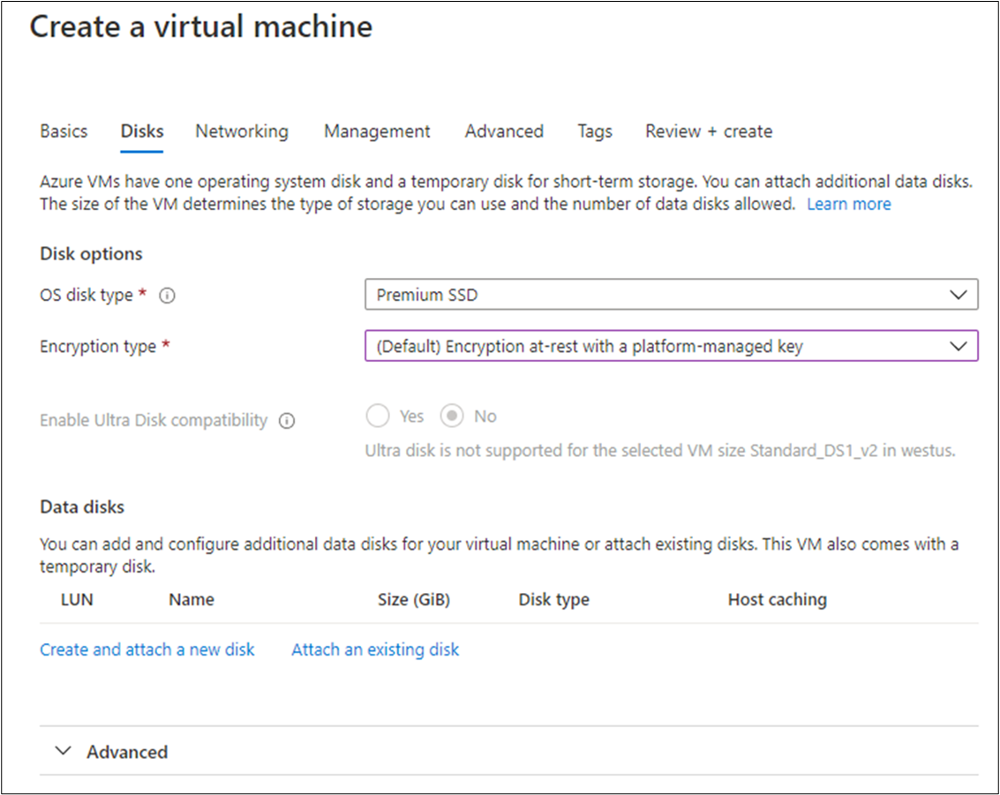 Create a virtual machine
Basics Disks Networking Management Advanced Tags Review + create
Azure VMs have one operating system disk and a temporary disk for short-term storage. You can attach additional data disks.
The size of the VM determines the type of storage you can use and the number of data disks allowed. Learn more
Disk options
OS disk type * Premium SSD
Encryption type * (Default) Encryption at-rest with a platform-managed key
Enable Ultra Disk compatibility Yes No
Ultra disk is not supported for the selected VM size Standard_DS1_v2 in westus.
Data disks
You can add and configure additional data disks for your virtual machine or attach existing disks. This VM also comes with a
temporary disk.
LUN Name Size (GiB) Disk type Host caching
Create and attach a new disk Attach an existing disk
Advanced